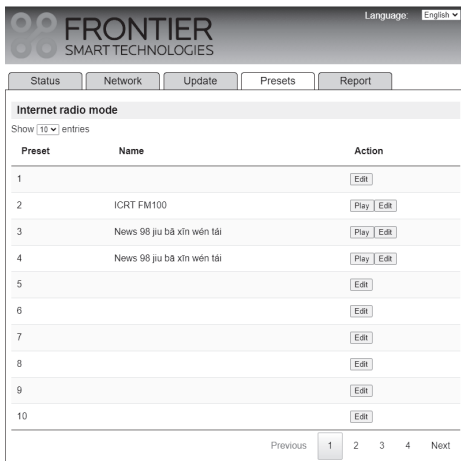 Language: English
FRONTIER
SMART TECHNOLOGIES
Status Network Update Presets Report
Internet radio mode
Show 10 entries
Preset Name Action
1 Edit
2 ICRT FM100 Play Edit
3 News 98 jiu bā xīn wén tái Play Edit
4 News 98 jiu bā xīn wén tái Play Edit
5 Edit
6 Edit
7 Edit
8 Edit
9 Edit
10 Edit
Previous 1 2 3 4 Next